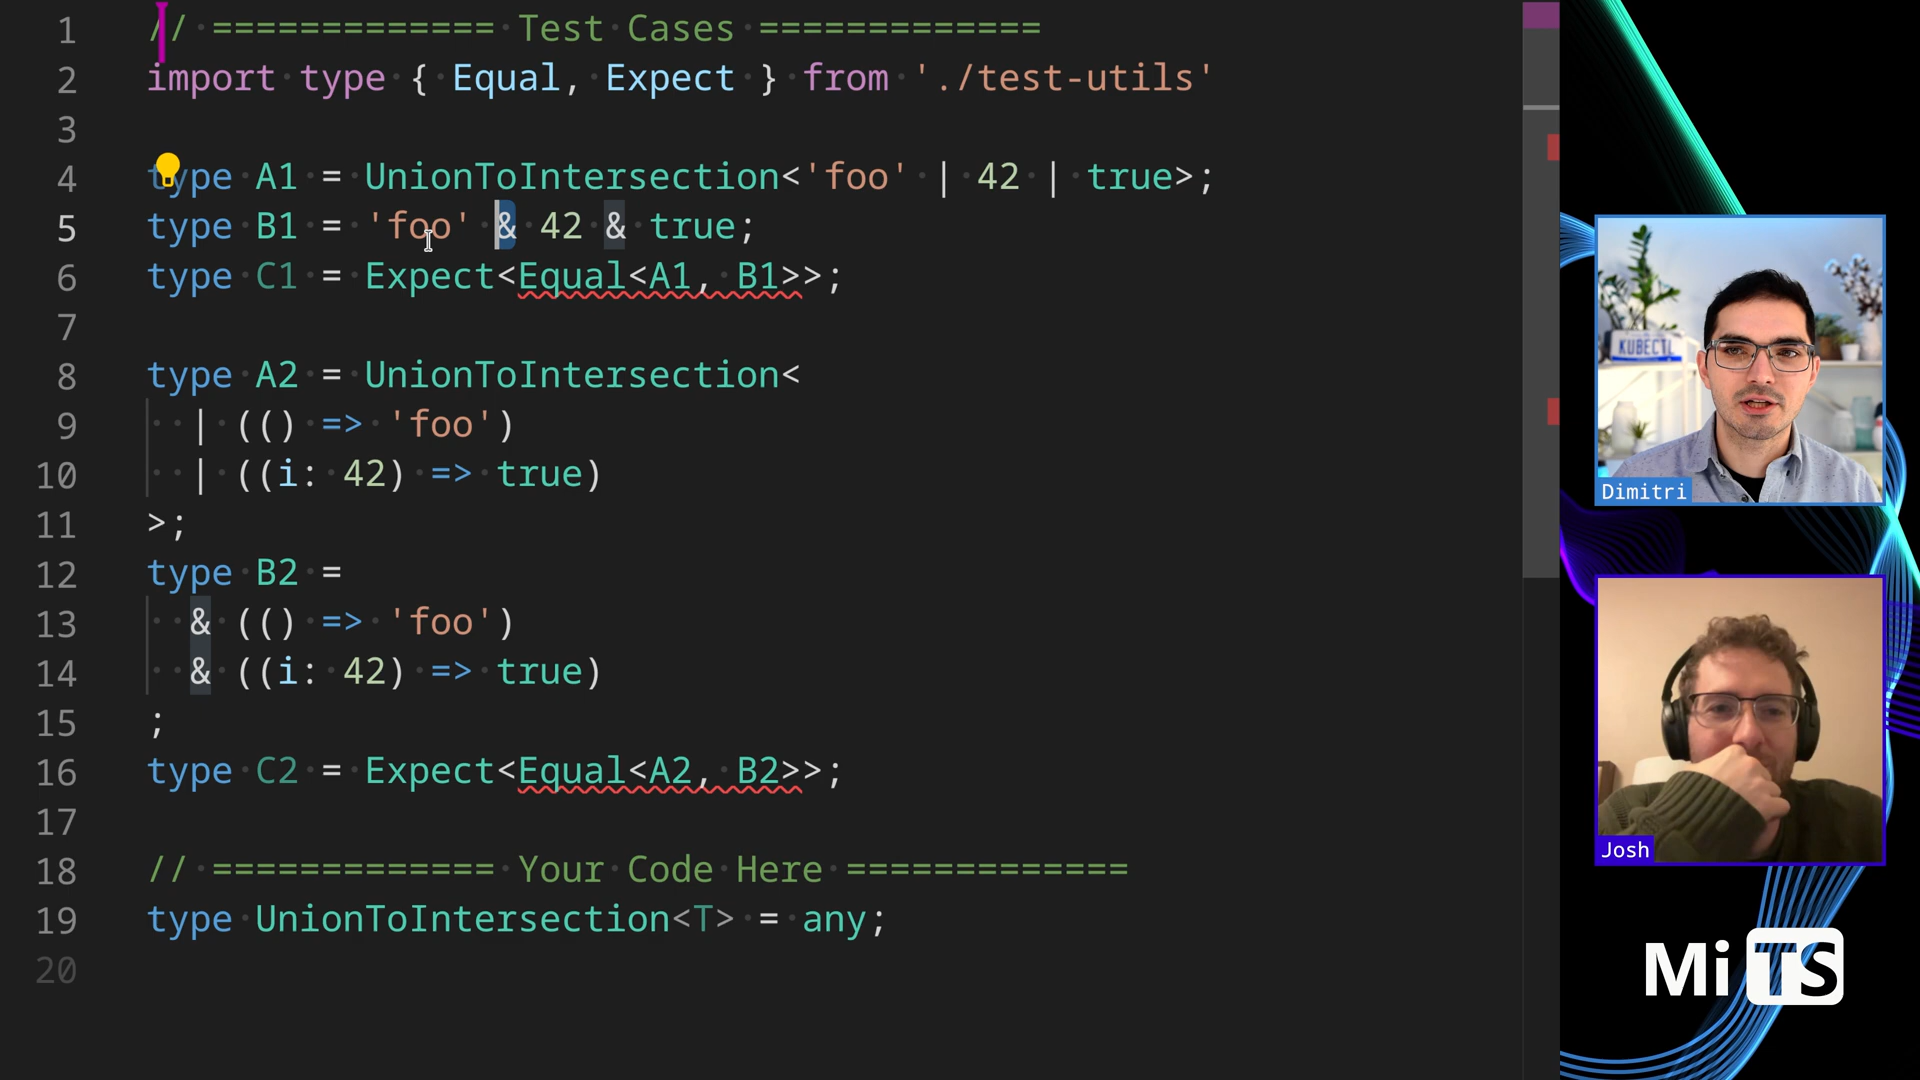 1 // ============= Test Cases =============
2 import type { Equal, Expect } from './test-utils'
3
4 type A1 = UnionToIntersection<'foo' | 42 | true>;
5 type B1 = 'foo' & 42 & true;
6 type C1 = Expect<Equal<A1, B1>>;
7
8 type A2 = UnionToIntersection<
9   | (() => 'foo')
10   | ((i: 42) => true)
11 >;
12 type B2 =
13   & (() => 'foo')
14   & ((i: 42) => true)
15 ;
16 type C2 = Expect<Equal<A2, B2>>;
17
18 // ============= Your Code Here =============
19 type UnionToIntersection<T> = any;
20
KUBECTL
Dimitri
Josh
Mi TS